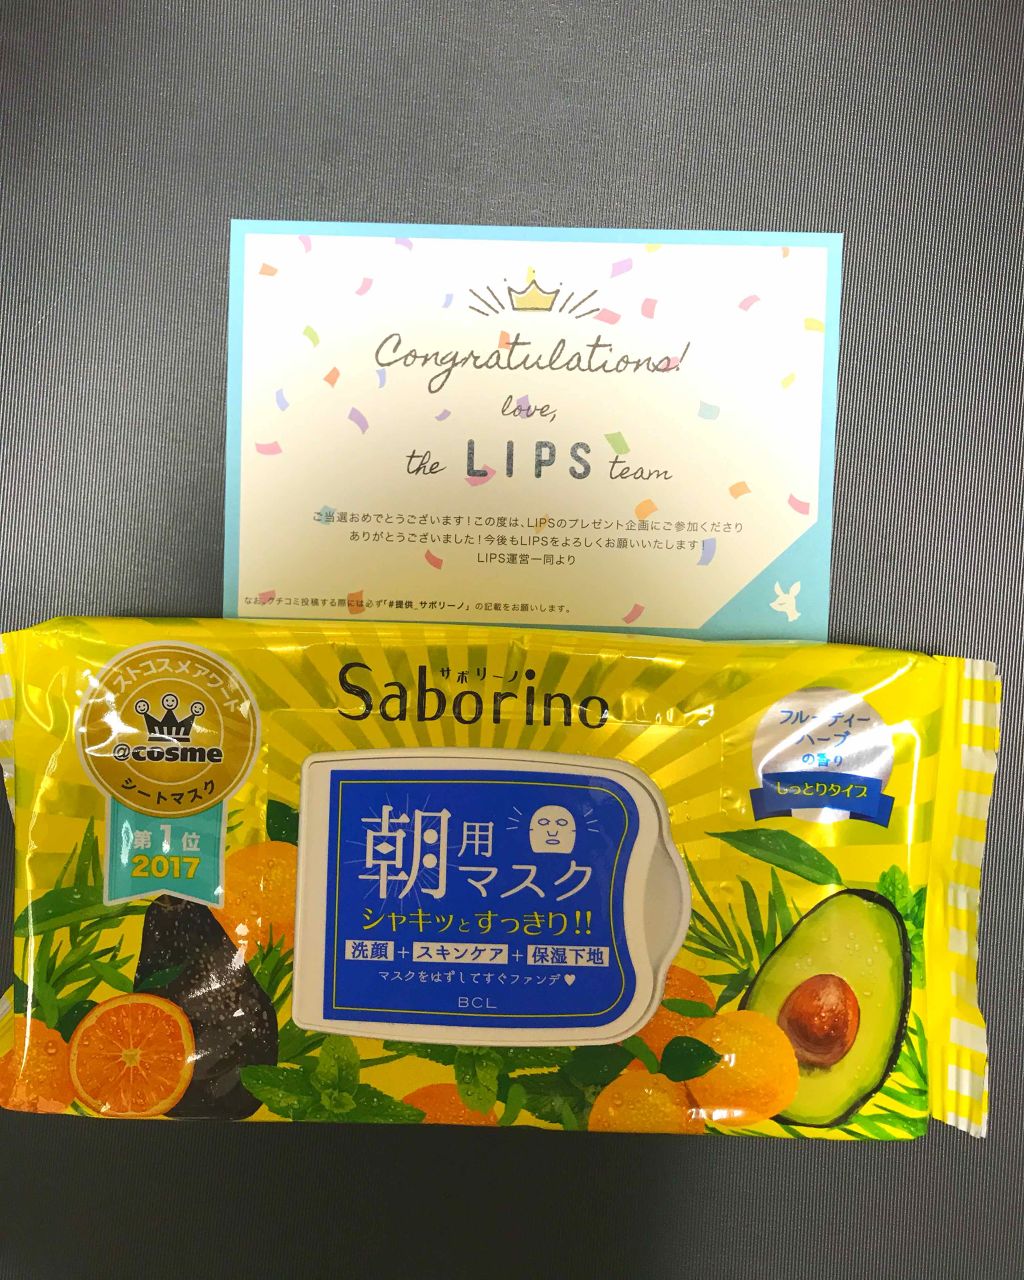 Congratulations!
love,
the LIPS team
ご当選おめでとうございます！この度は、LIPSのプレゼント企画にご参加くださり
ありがとうございました！今後もLIPSをよろしくお願いいたします！
LIPS運営一同より
なお、クチコミ投稿する際には必ず「#提供_サボリーノ」の記載をお願いします。
サボリーノ
Saborino
ベストコスメアワード
@cosme
シートマスク
第1位
2017
フルーティー
ハーブ
の香り
しっとりタイプ
朝用
マスク
シャキッとすっきり!!
洗顔+スキンケア+保湿下地
マスクをはずしてすぐファンデ♥
BCL